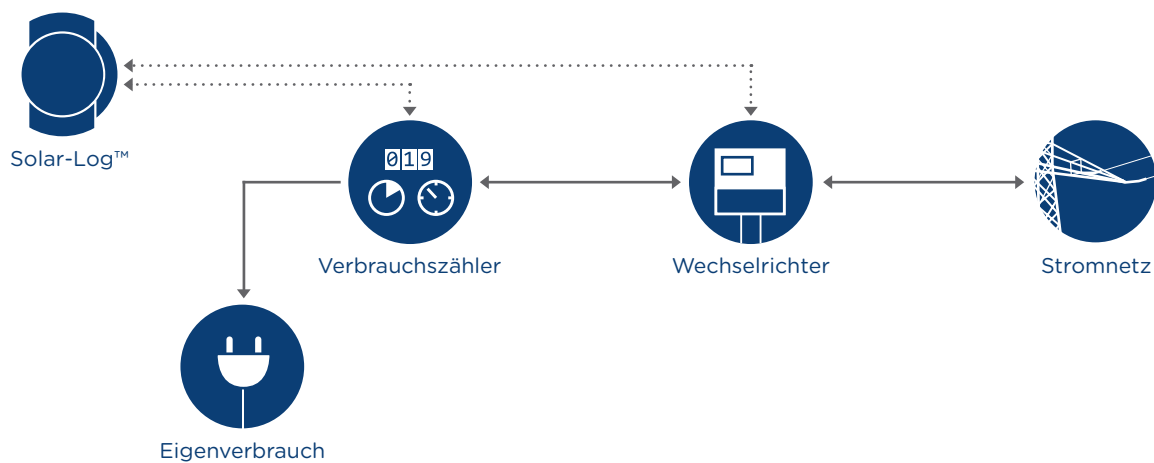 Solar-Log™
019
Verbrauchszähler
Wechselrichter
Stromnetz
Eigenverbrauch